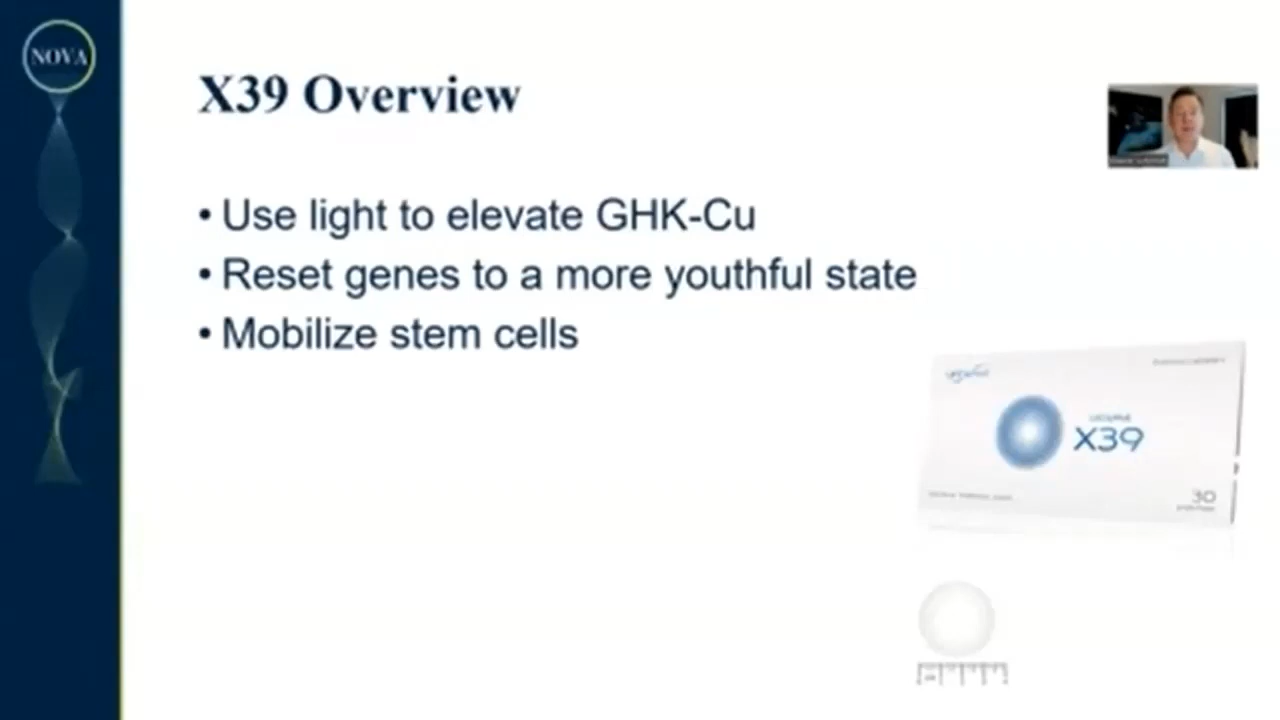 NOVA
X39 Overview
• Use light to elevate GHK-Cu
• Reset genes to a more youthful state
• Mobilize stem cells
X39
30